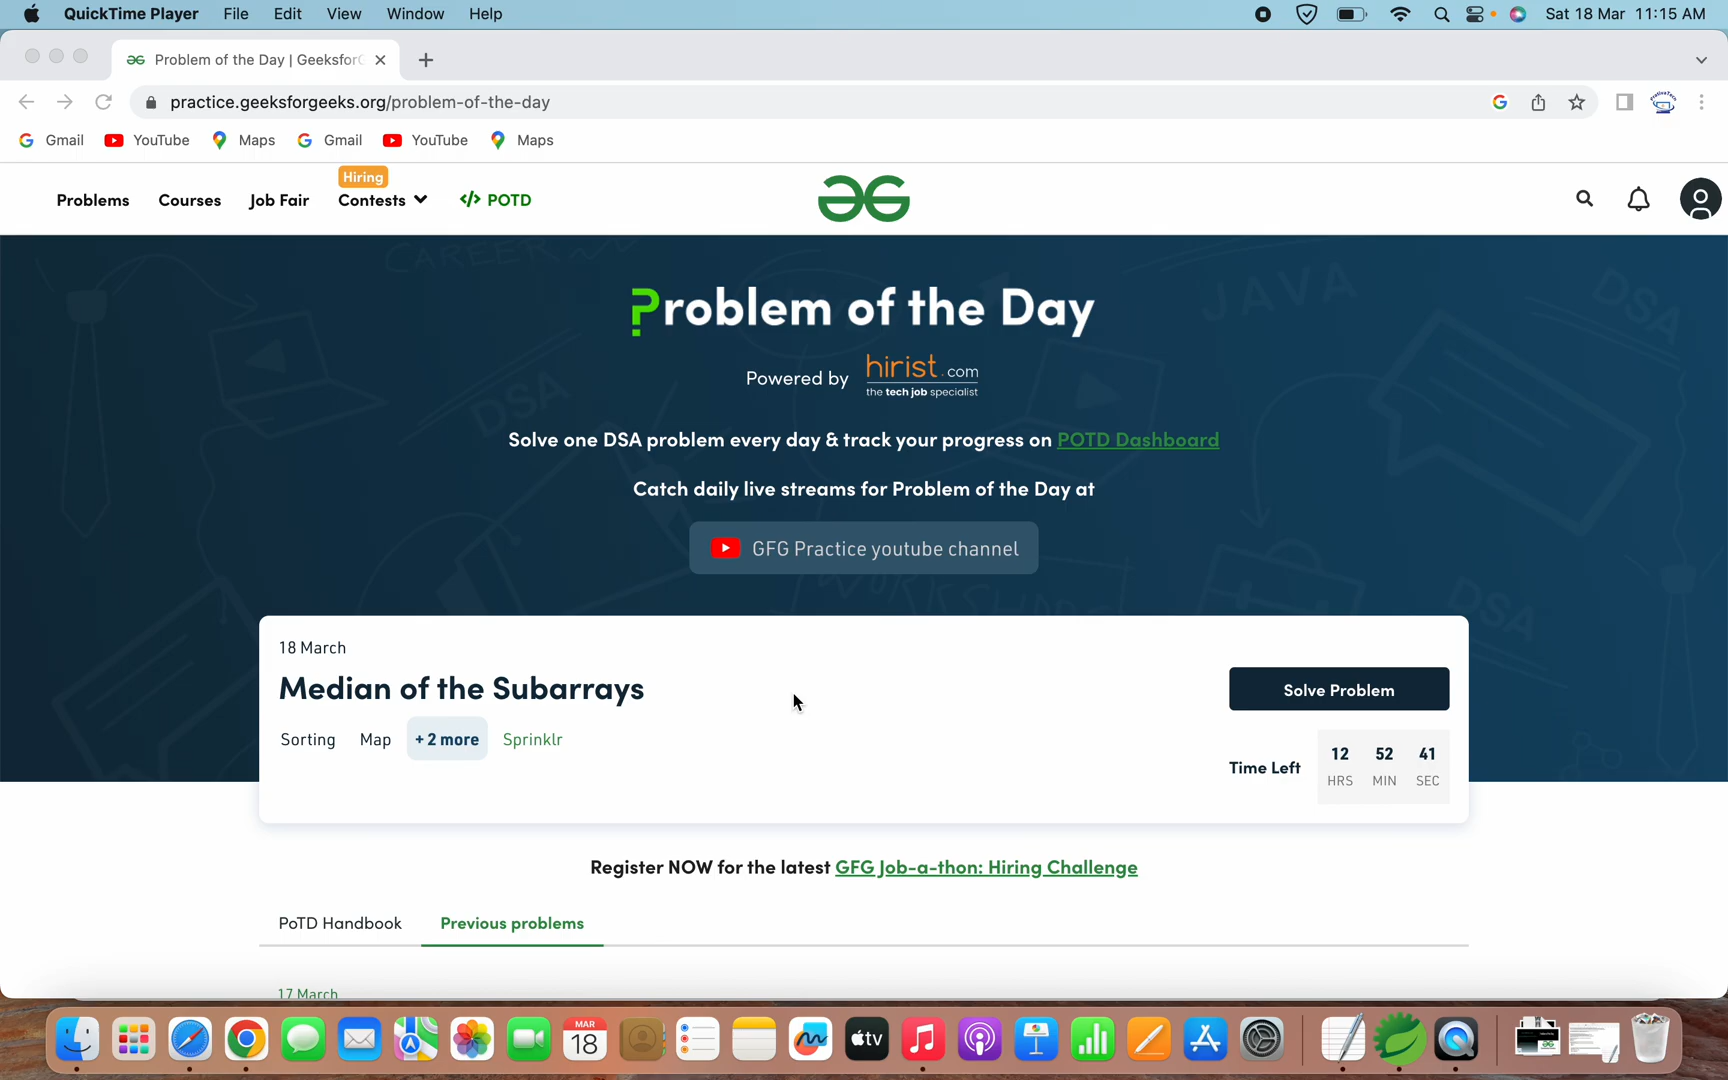 QuickTime Player File Edit View Window Help Sat 18 Mar 11:15 AM
Problem of the Day | Geeksfor
practice.geeksforgeeks.org/problem-of-the-day
Gmail YouTube Maps Gmail YouTube Maps
Hiring
Problems Courses Job Fair Contests </> POTD
Problem of the Day
Powered by hirist.com
the tech job specialist
Solve one DSA problem every day & track your progress on POTD Dashboard
Catch daily live streams for Problem of the Day at
GFG Practice youtube channel
18 March
Median of the Subarrays
Solve Problem
Sorting Map + 2 more Sprinklr
Time Left 12 52 41
HRS MIN SEC
Register NOW for the latest GFG Job-a-thon: Hiring Challenge
PoTD Handbook Previous problems
17 March
MAR
18
tv